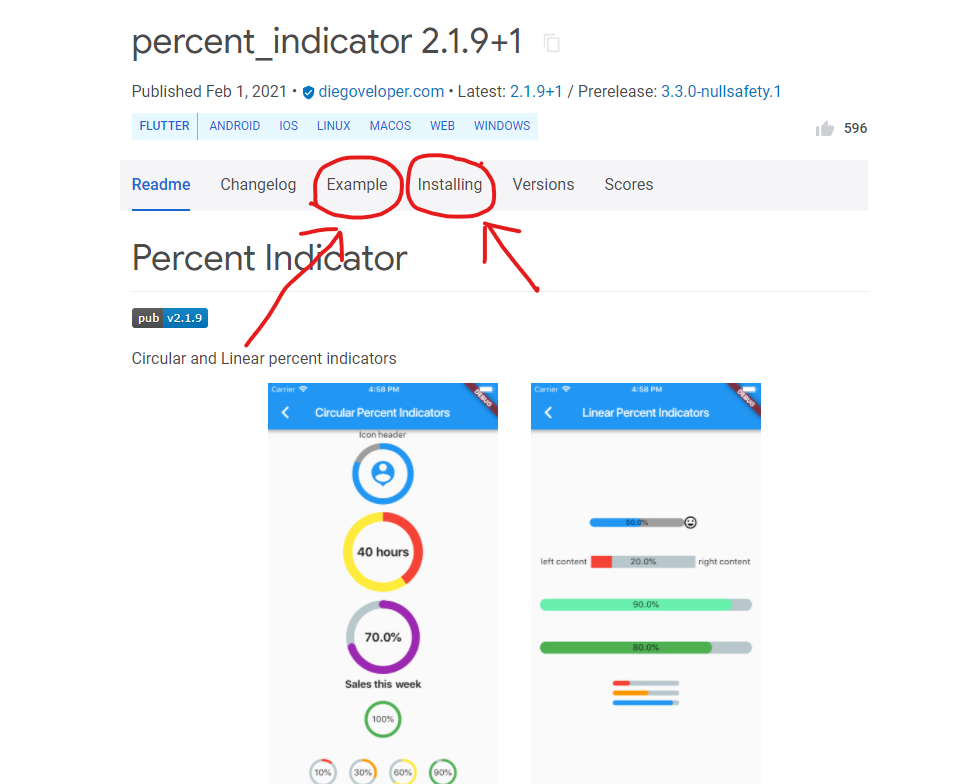 percent_indicator 2.1.9+1
Published Feb 1, 2021 • diegoveloper.com • Latest: 2.1.9+1 / Prerelease: 3.3.0-nullsafety.1
FLUTTER ANDROID IOS LINUX MACOS WEB WINDOWS
596
Readme Changelog Example Installing Versions Scores
Percent Indicator
pub v2.1.9
Circular and Linear percent indicators
Carrier 4:58 PM DEBUG
Circular Percent Indicators
Icon header
40 hours
70.0%
Sales this week
100%
10% 30% 60% 90%
Carrier 4:58 PM DEBUG
Linear Percent Indicators
50.0%
left content 20.0% right content
90.0%
80.0%